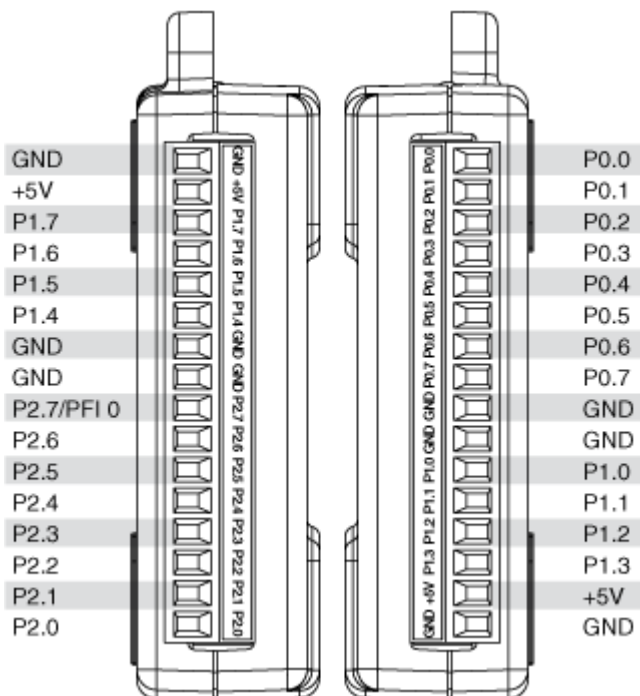 GND
+5V
P1.7
P1.6
P1.5
P1.4
GND
GND
P2.7/PFI 0
P2.6
P2.5
P2.4
P2.3
P2.2
P2.1
P2.0
GND +5V P1.7 P1.6 P1.5 P1.4 GND GND P2.7 P2.6 P2.5 P2.4 P2.3 P2.2 P2.1 P2.0
GND +5V P1.3 P1.2 P1.1 P1.0 GND GND P0.7 P0.6 P0.5 P0.4 P0.3 P0.2 P0.1 P0.0
P0.0
P0.1
P0.2
P0.3
P0.4
P0.5
P0.6
P0.7
GND
GND
P1.0
P1.1
P1.2
P1.3
+5V
GND